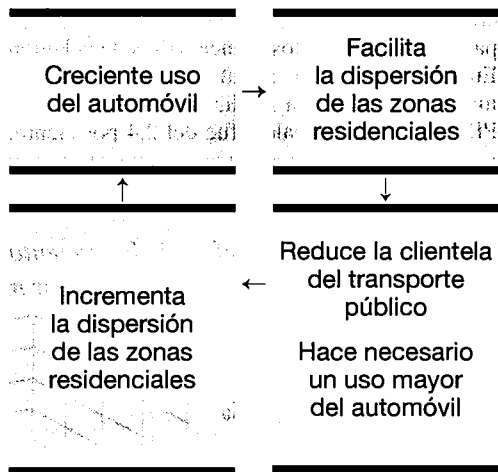 Creciente uso
del automóvil
→
Facilita
la dispersión
de las zonas
residenciales
↓
Reduce la clientela
del transporte
público
Hace necesario
un uso mayor
del automóvil
←
Incrementa
la dispersión
de las zonas
residenciales
↑